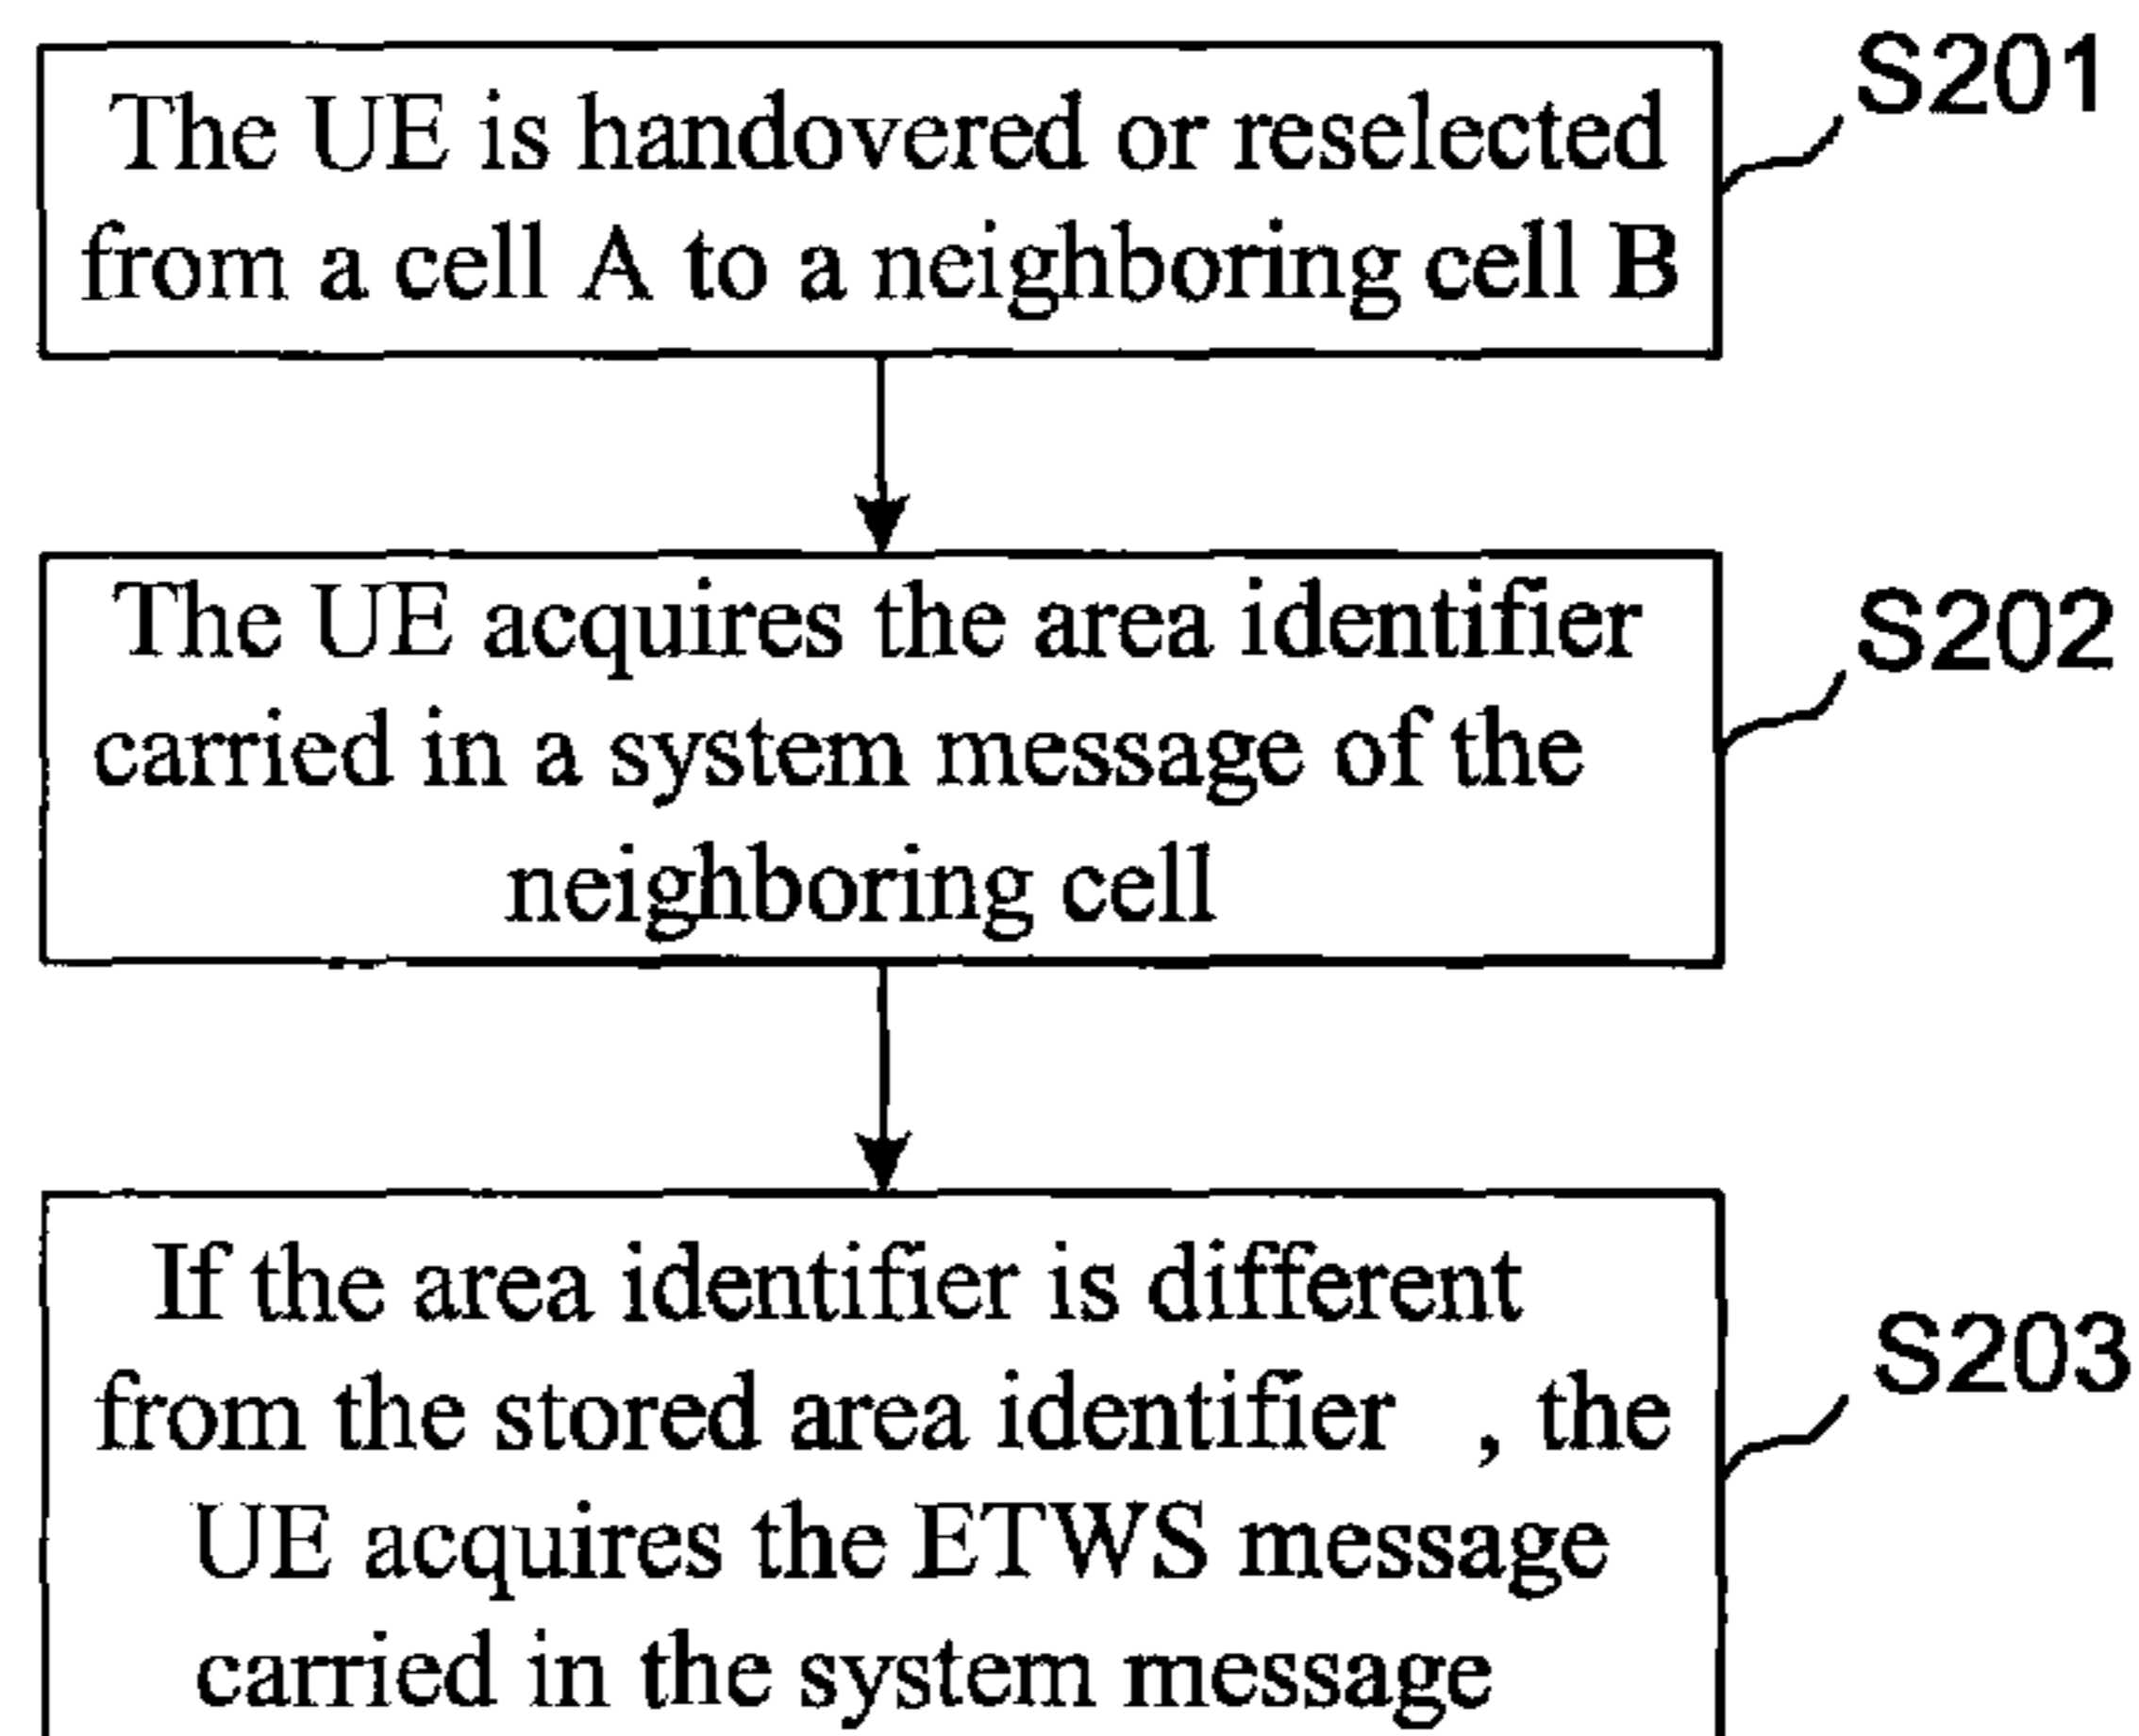 The UE is handovered or reselected
from a cell A to a neighboring cell B
S201
The UE acquires the area identifier
carried in a system message of the
neighboring cell
S202
If the area identifier is different
from the stored area identifier , the
UE acquires the ETWS message
carried in the system message
S203